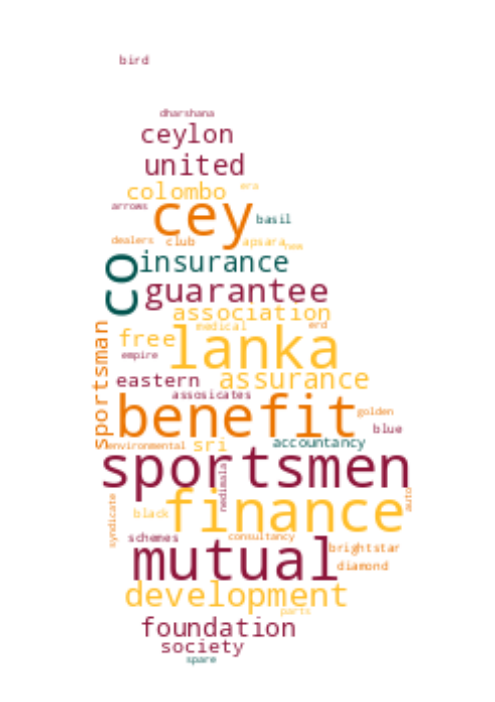 bird
dharshana
ceylon
united
colombo era
arrows
cey basil
dealers club apsara new
co insurance
guarantee
association
medical erd
free lanka
empire
sportsman
eastern assurance
assosicates
benefit golden
blue
environmental sri accountancy
sportsmen
nedimala
finance auto
syndicate
black
schemes consultancy
mutual brightstar
diamond
development
parts
foundation
society
spare